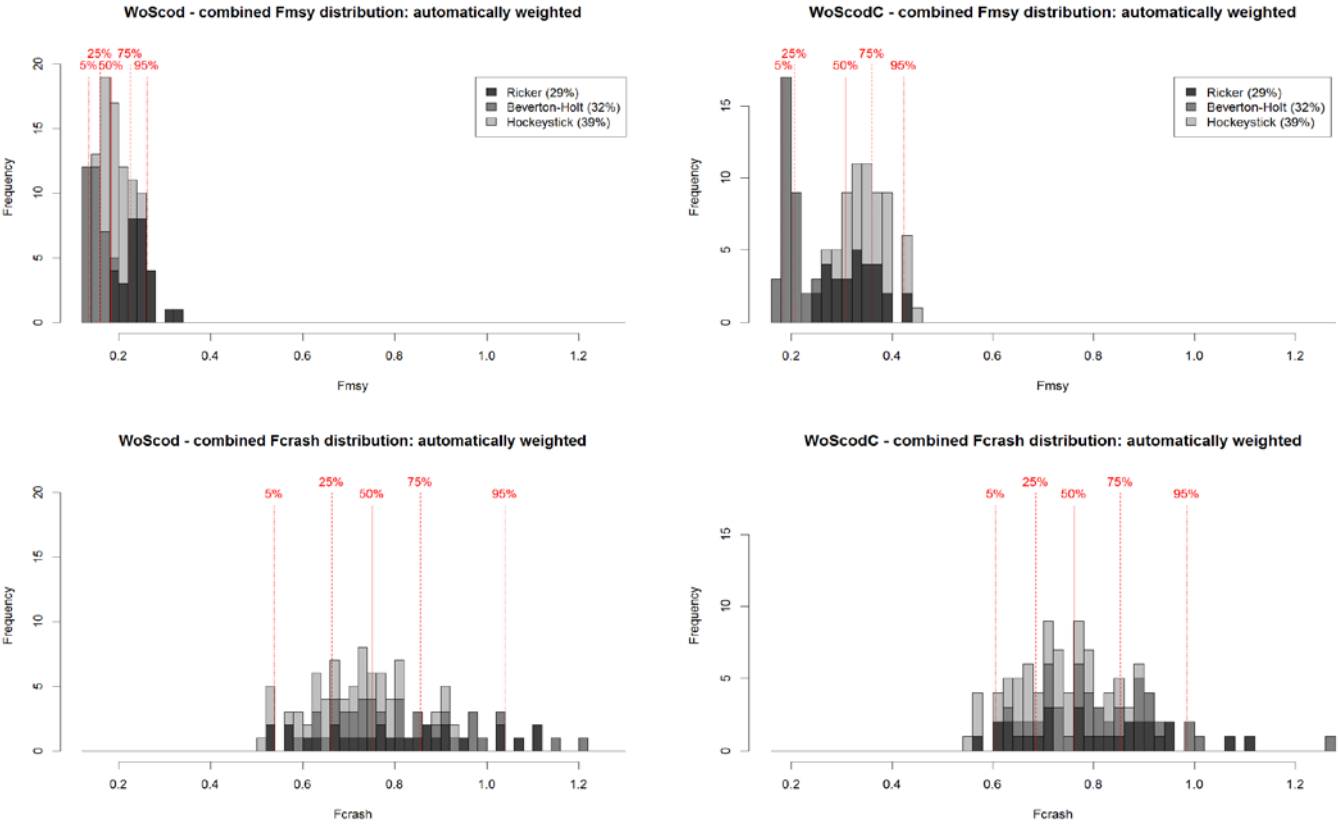 WoScod - combined Fmsy distribution: automatically weighted
25% 75%
5% 50% 95%
20
15
10
5
0
Frequency
Ricker (29%)
Beverton-Holt (32%)
Hockeystick (39%)
0.2 0.4 0.6 0.8 1.0 1.2
Fmsy
WoScodC - combined Fmsy distribution: automatically weighted
25% 75%
5% 50% 95%
15
10
5
0
Frequency
Ricker (29%)
Beverton-Holt (32%)
Hockeystick (39%)
0.2 0.4 0.6 0.8 1.0 1.2
Fmsy
WoScod - combined Fcrash distribution: automatically weighted
25% 75%
5% 50% 95%
20
15
10
5
0
Frequency
0.2 0.4 0.6 0.8 1.0 1.2
Fcrash
WoScodC - combined Fcrash distribution: automatically weighted
25% 75%
5% 50% 95%
15
10
5
0
Frequency
0.2 0.4 0.6 0.8 1.0 1.2
Fcrash